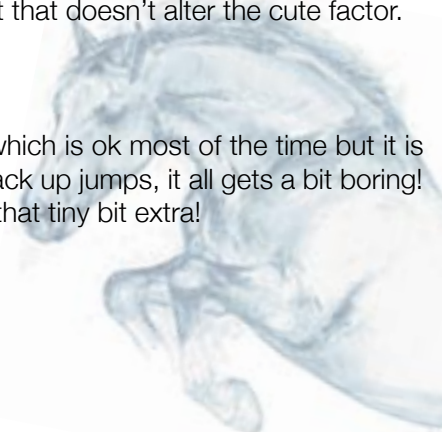 that doesn't alter the cute factor.
which is ok most of the time but it is
ack up jumps, it all gets a bit boring!
that tiny bit extra!